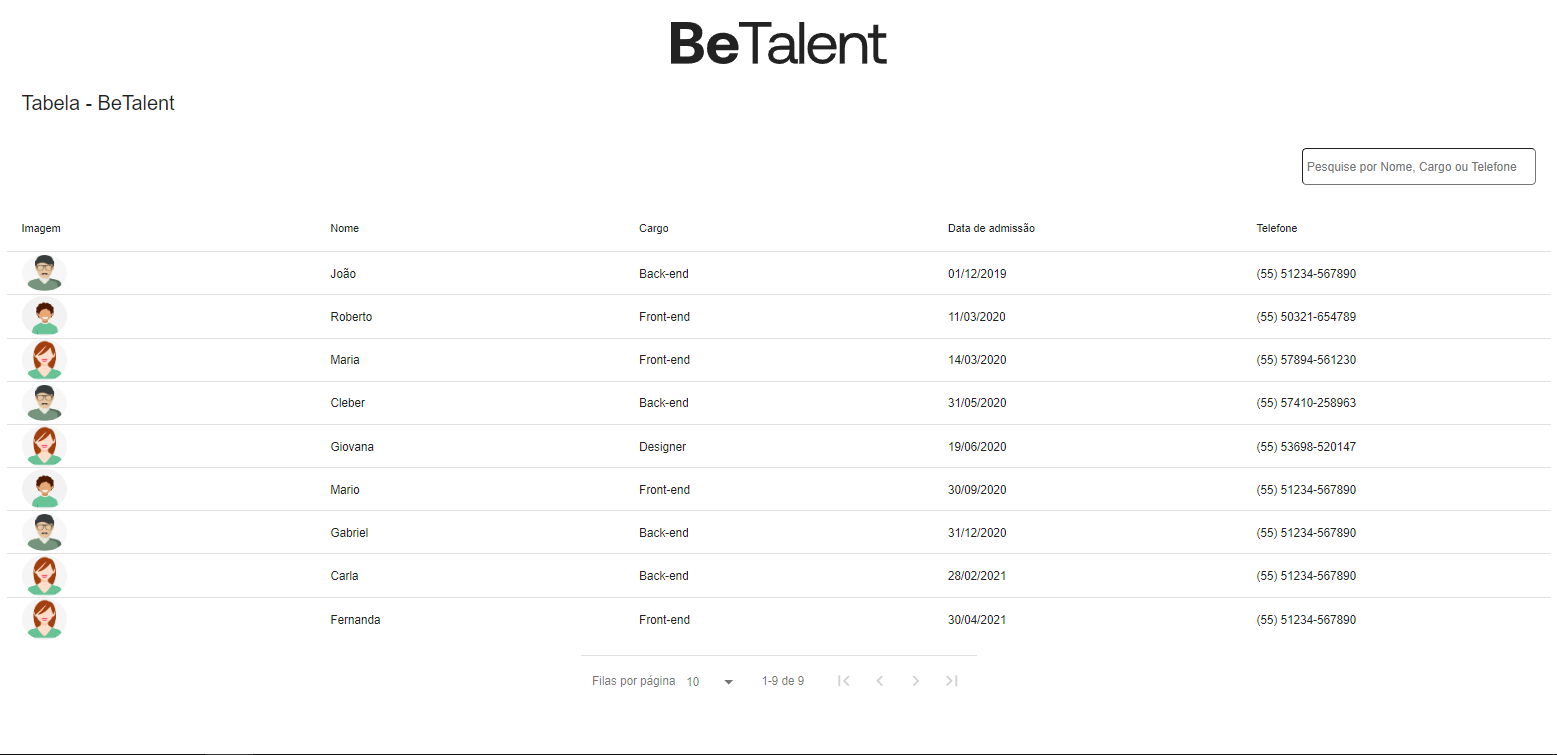 BeTalent
Tabela - BeTalent
Pesquise por Nome, Cargo ou Telefone
Imagem Nome Cargo Data de admissão Telefone
João Back-end 01/12/2019 (55) 51234-567890
Roberto Front-end 11/03/2020 (55) 50321-654789
Maria Front-end 14/03/2020 (55) 57894-561230
Cleber Back-end 31/05/2020 (55) 57410-258963
Giovana Designer 19/06/2020 (55) 53698-520147
Mario Front-end 30/09/2020 (55) 51234-567890
Gabriel Back-end 31/12/2020 (55) 51234-567890
Carla Back-end 28/02/2021 (55) 51234-567890
Fernanda Front-end 30/04/2021 (55) 51234-567890
Filas por página 10 1-9 de 9